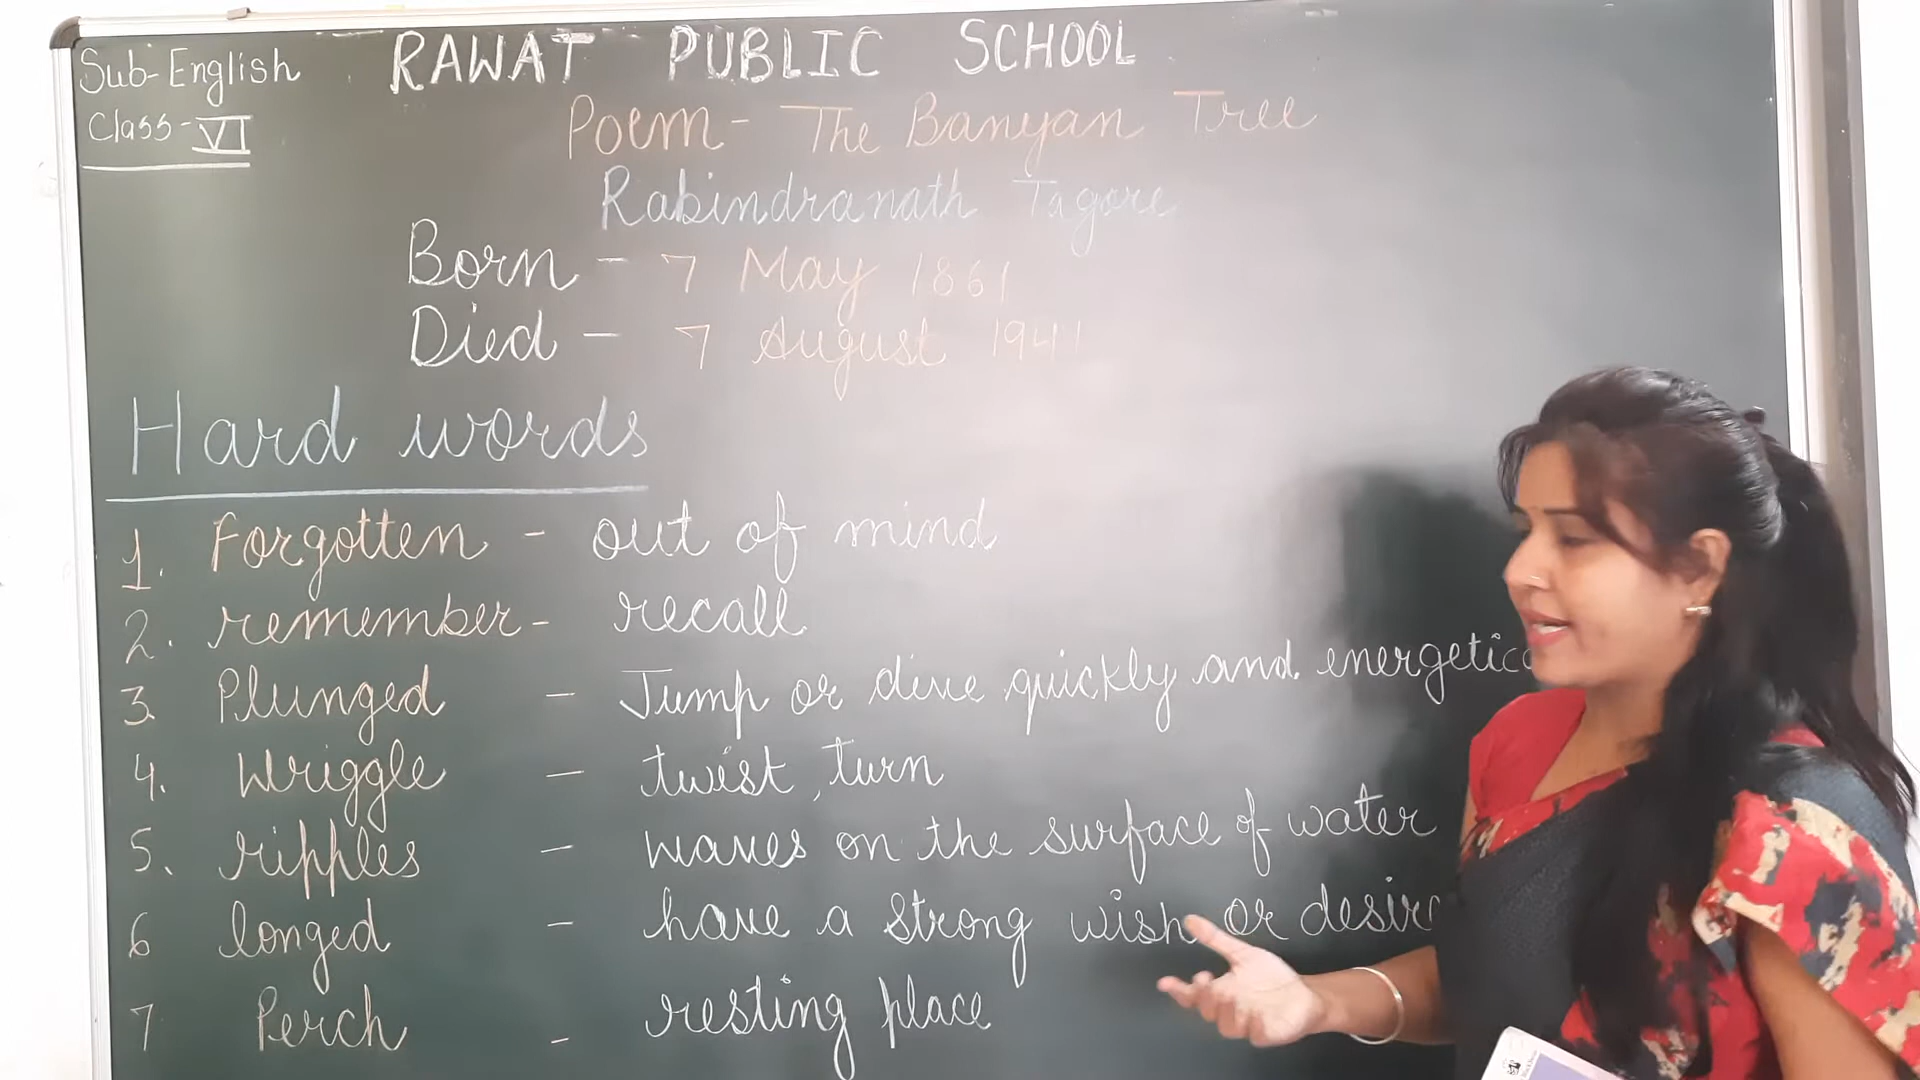 Sub-English
Class-VI
RAWAT PUBLIC SCHOOL
Poem- The Banyan Tree
Rabindranath Tagore
Born - 7 May 1861
Died - 7 August 1941
Hard words
1. Forgotten - out of mind
2. remember - recall
3. Plunged - Jump or dive quickly and energetic
4. Wriggle - twist, turn
5. ripples - waves on the surface of water
6 longed - have a strong wish or desire
7 Perch - resting place